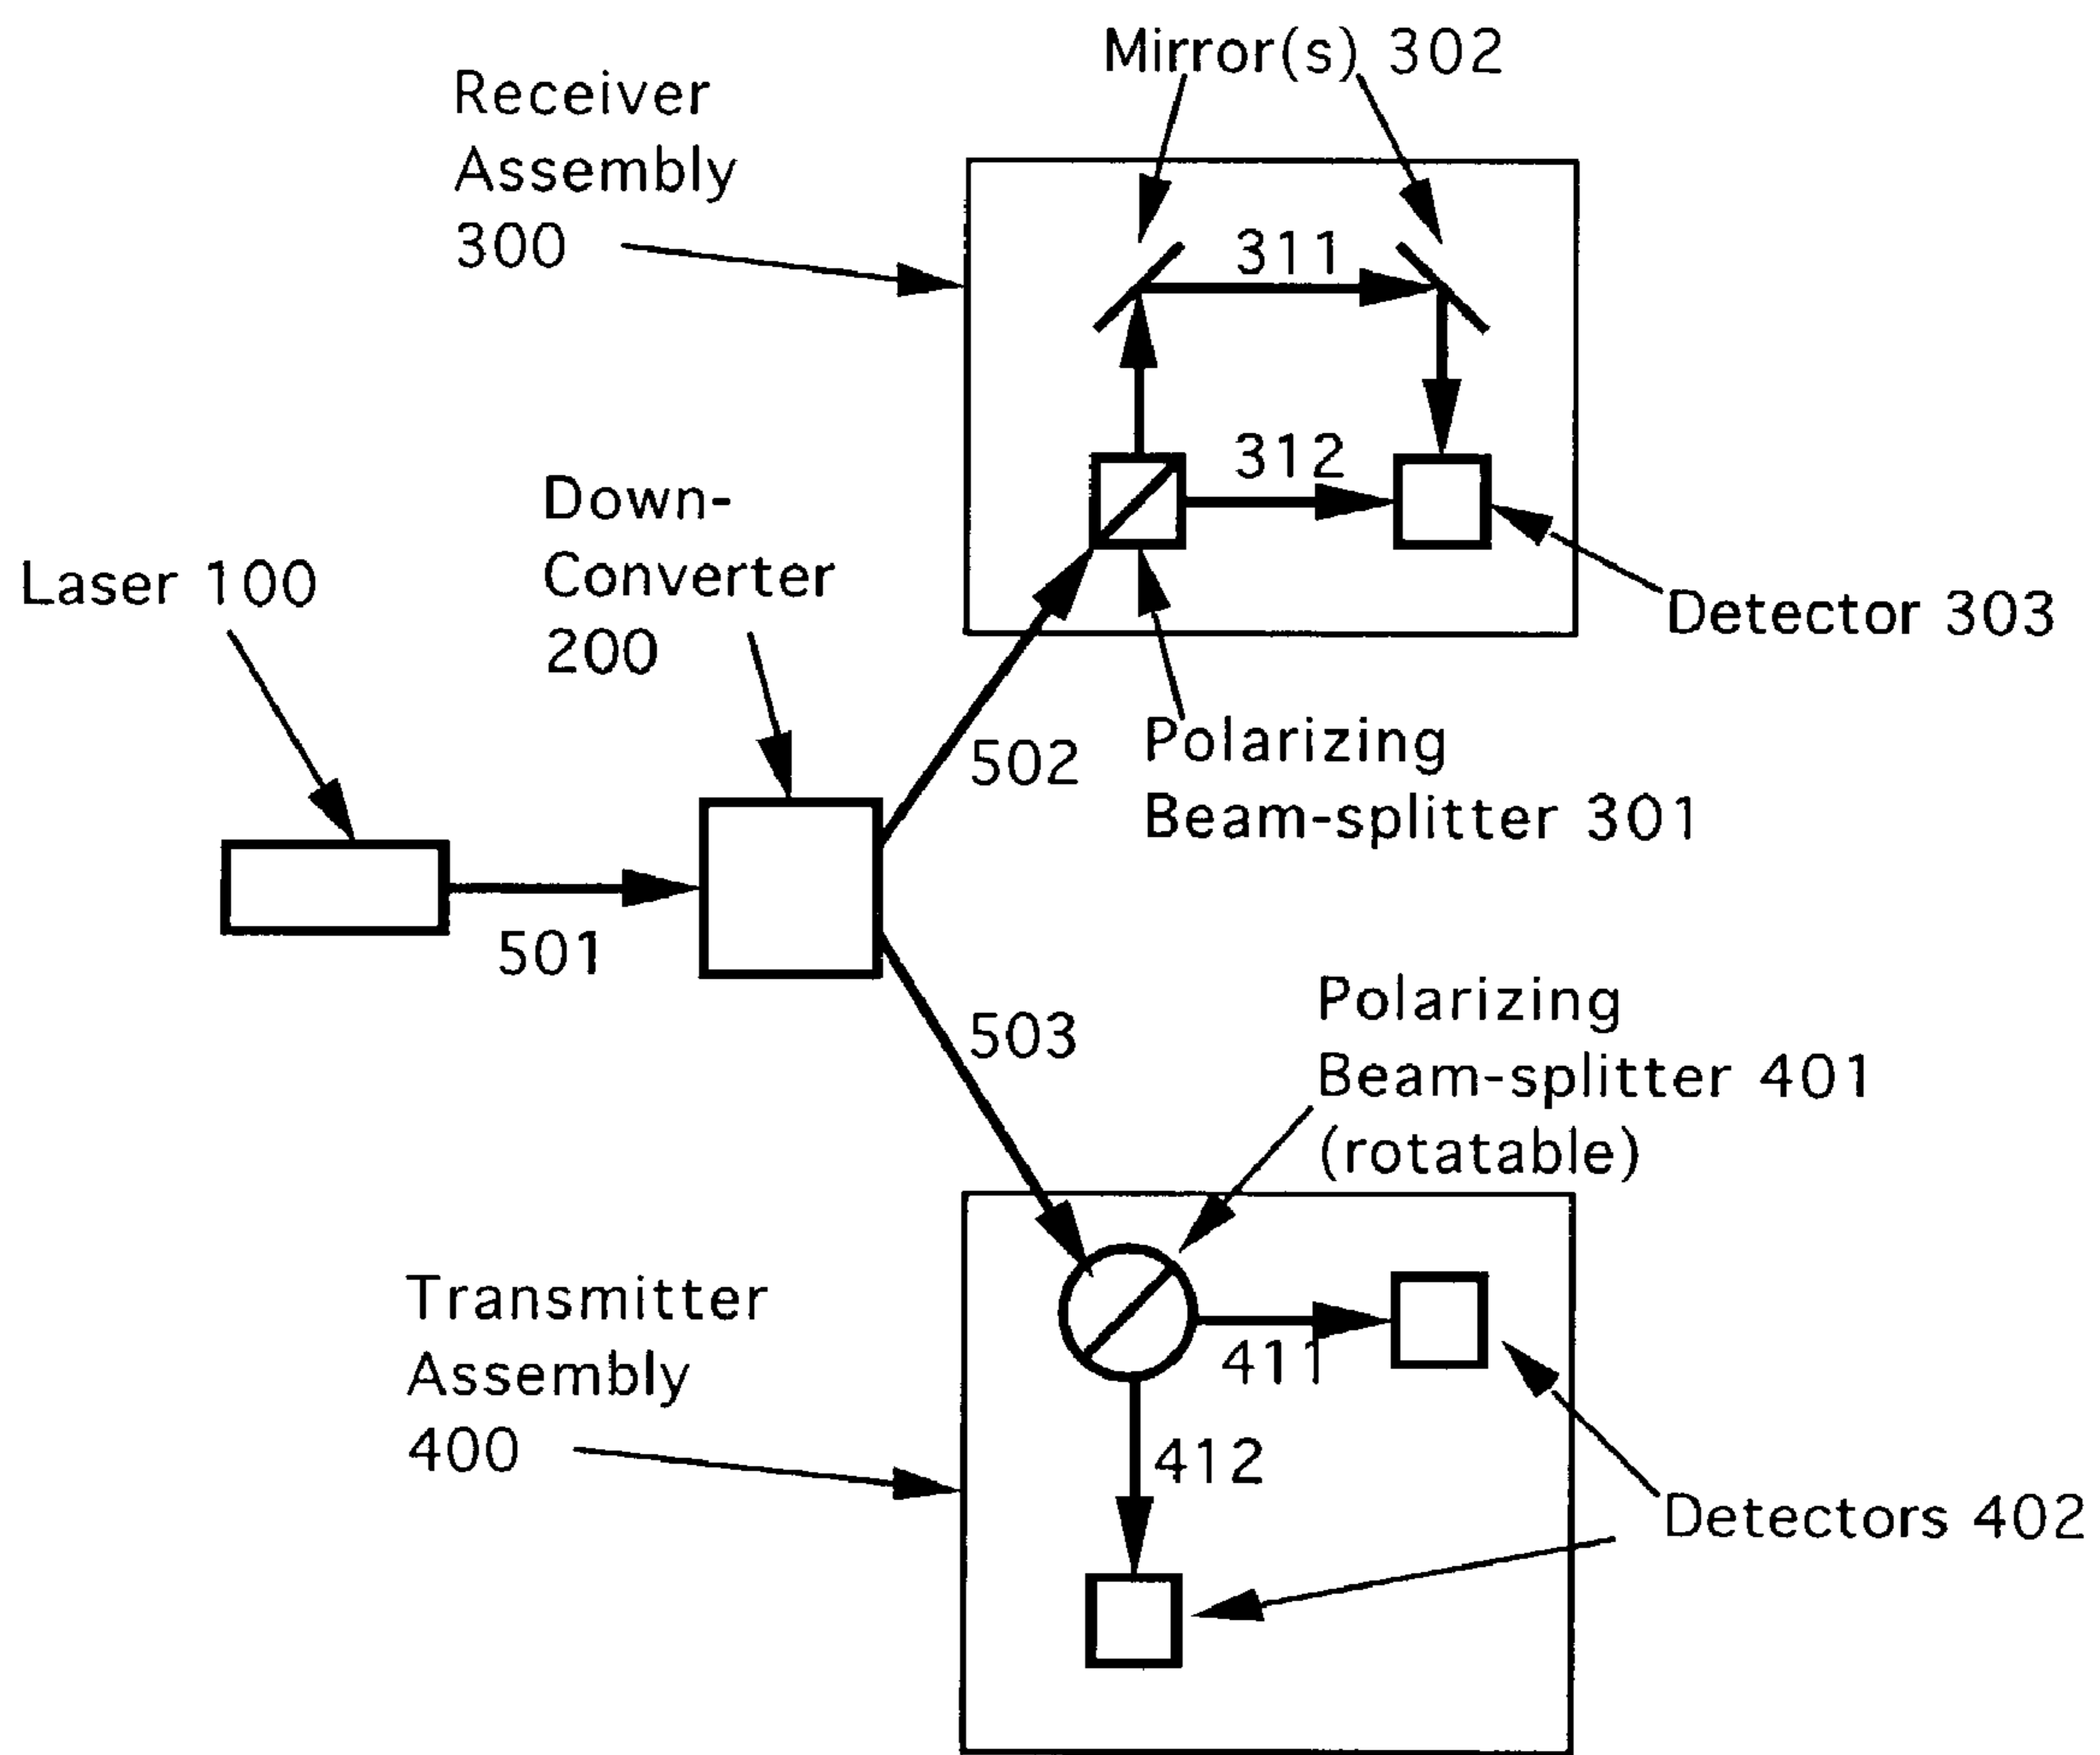 Mirror(s) 302
Receiver
Assembly
300
311
312
Down-
Converter
200
Laser 100
Detector 303
502
Polarizing
Beam-splitter 301
501
503
Polarizing
Beam-splitter 401
(rotatable)
Transmitter
Assembly
400
411
412
Detectors 402